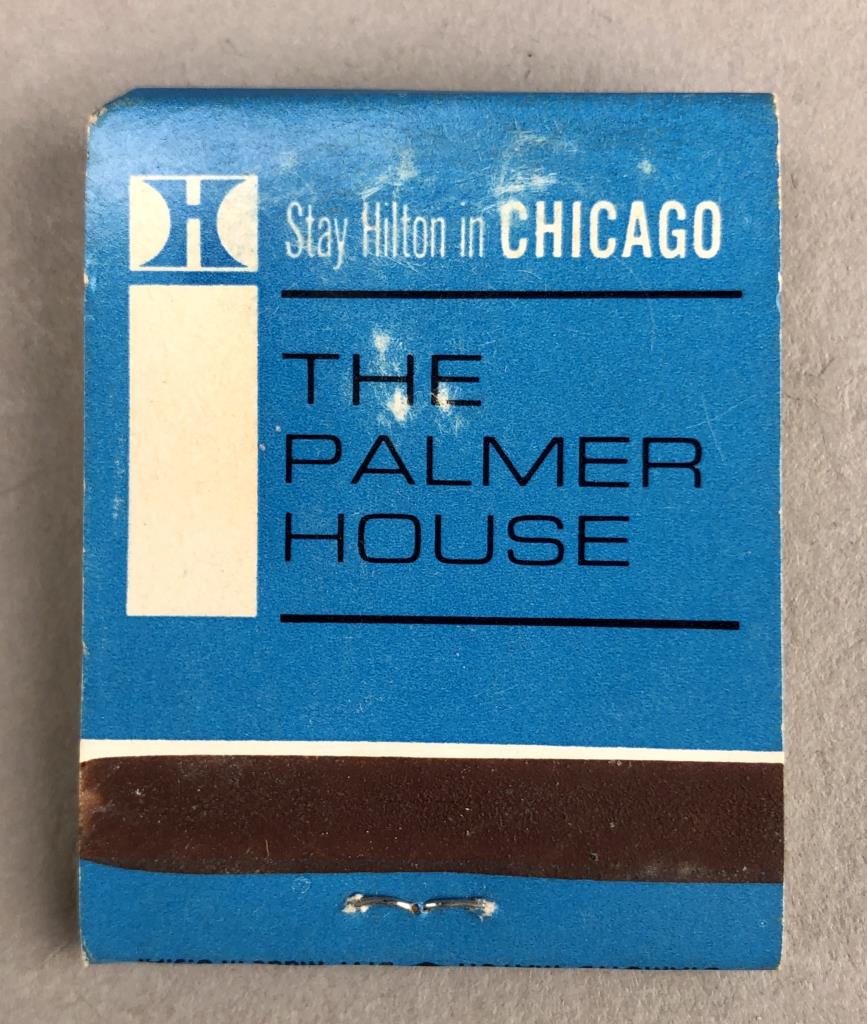 H
Stay Hilton in CHICAGO
THE
PALMER
HOUSE